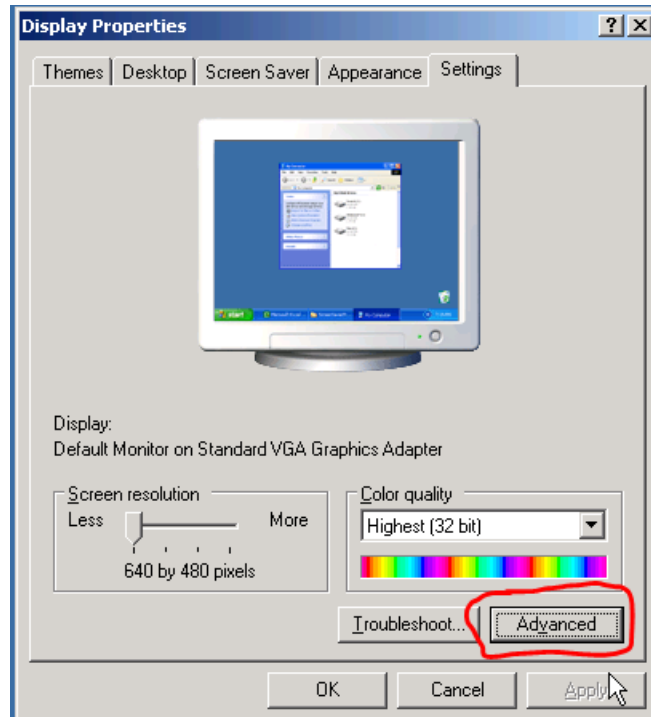 Display Properties
Themes Desktop Screen Saver Appearance Settings
start
Display:
Default Monitor on Standard VGA Graphics Adapter
Screen resolution
Less More
640 by 480 pixels
Color quality
Highest (32 bit)
Troubleshoot... Advanced
OK Cancel Apply